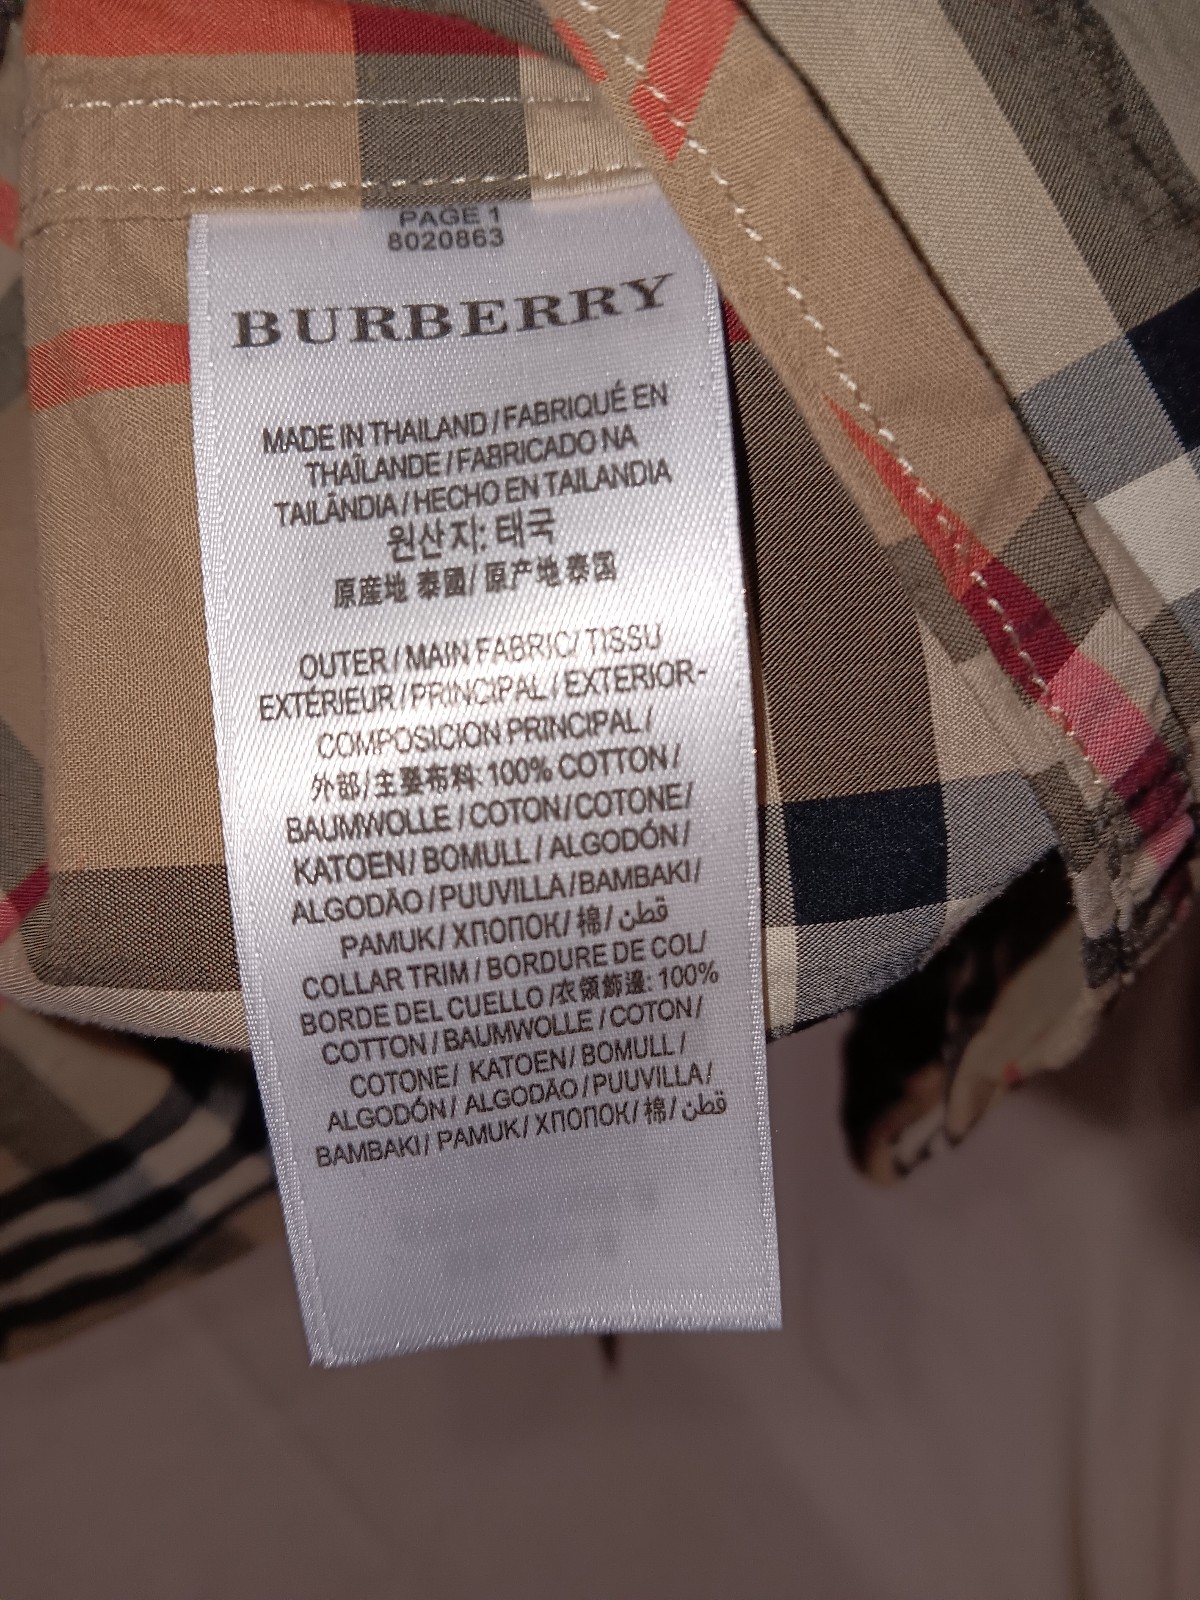 PAGE 1
8020863
BURBERRY
MADE IN THAILAND / FABRIQUÉ EN
THAÏLANDE / FABRICADO NA
TAILÂNDIA / HECHO EN TAILANDIA
원산지: 태국
原産地 泰國 / 原产地 泰国
OUTER / MAIN FABRIC / TISSU
EXTÉRIEUR / PRINCIPAL / EXTERIOR-
COMPOSICION PRINCIPAL /
外部 / 主要布料: 100% COTTON /
BAUMWOLLE / COTON / COTONE /
KATOEN / BOMULL / ALGODÓN /
ALGODÃO / PUUVILLA / BAMBAKI /
PAMUK / ХЛОПОК / 棉 / قطن
COLLAR TRIM / BORDURE DE COL /
BORDE DEL CUELLO / 衣領飾邊: 100%
COTTON / BAUMWOLLE / COTON /
COTONE / KATOEN / BOMULL /
ALGODÓN / ALGODÃO / PUUVILLA /
BAMBAKI / PAMUK / ХЛОПОК / 棉 / قطن